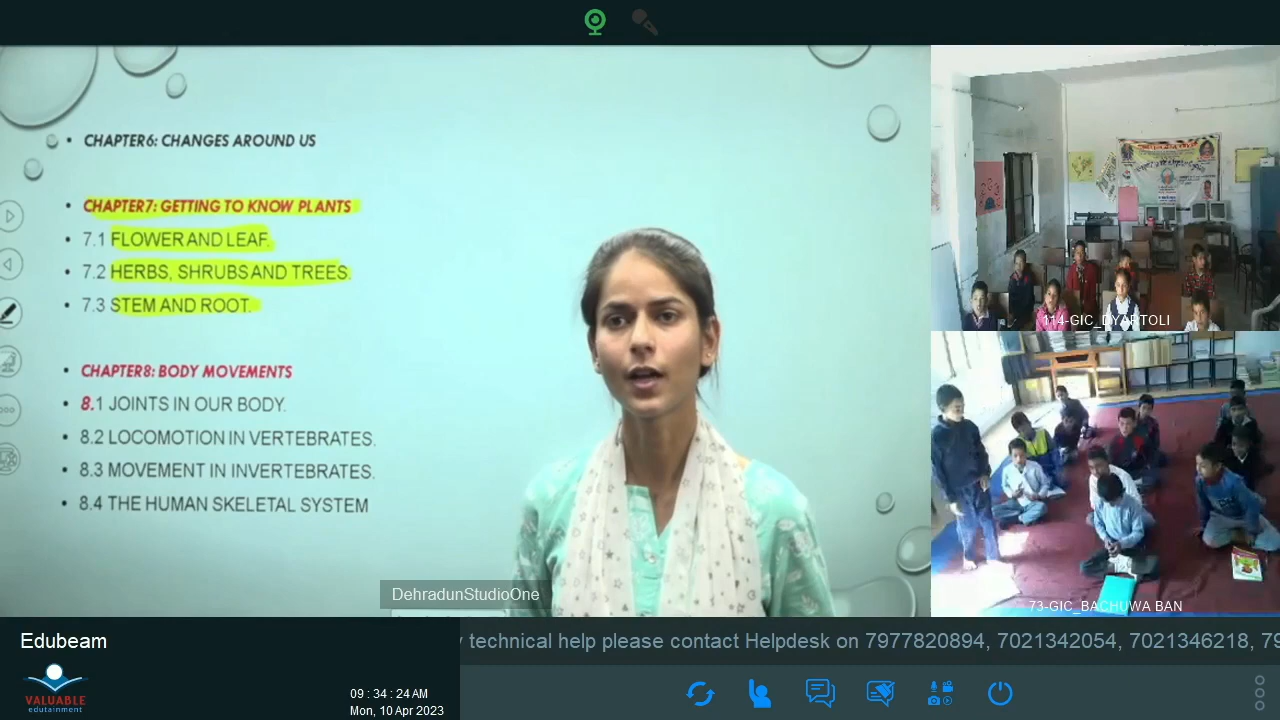 • CHAPTER6: CHANGES AROUND US
• CHAPTER7: GETTING TO KNOW PLANTS
• 7.1 FLOWER AND LEAF.
• 7.2 HERBS, SHRUBS AND TREES.
• 7.3 STEM AND ROOT.
• CHAPTER8: BODY MOVEMENTS
• 8.1 JOINTS IN OUR BODY.
• 8.2 LOCOMOTION IN VERTEBRATES.
• 8.3 MOVEMENT IN INVERTEBRATES.
• 8.4 THE HUMAN SKELETAL SYSTEM
DehradunStudioOne
114-GIC_DYARTOLI
73-GIC_BACHUWA BAN
Edubeam
technical help please contact Helpdesk on 7977820894, 7021342054, 7021346218, 79
VALUABLE
edutainment
09 : 34 : 24 AM
Mon, 10 Apr 2023